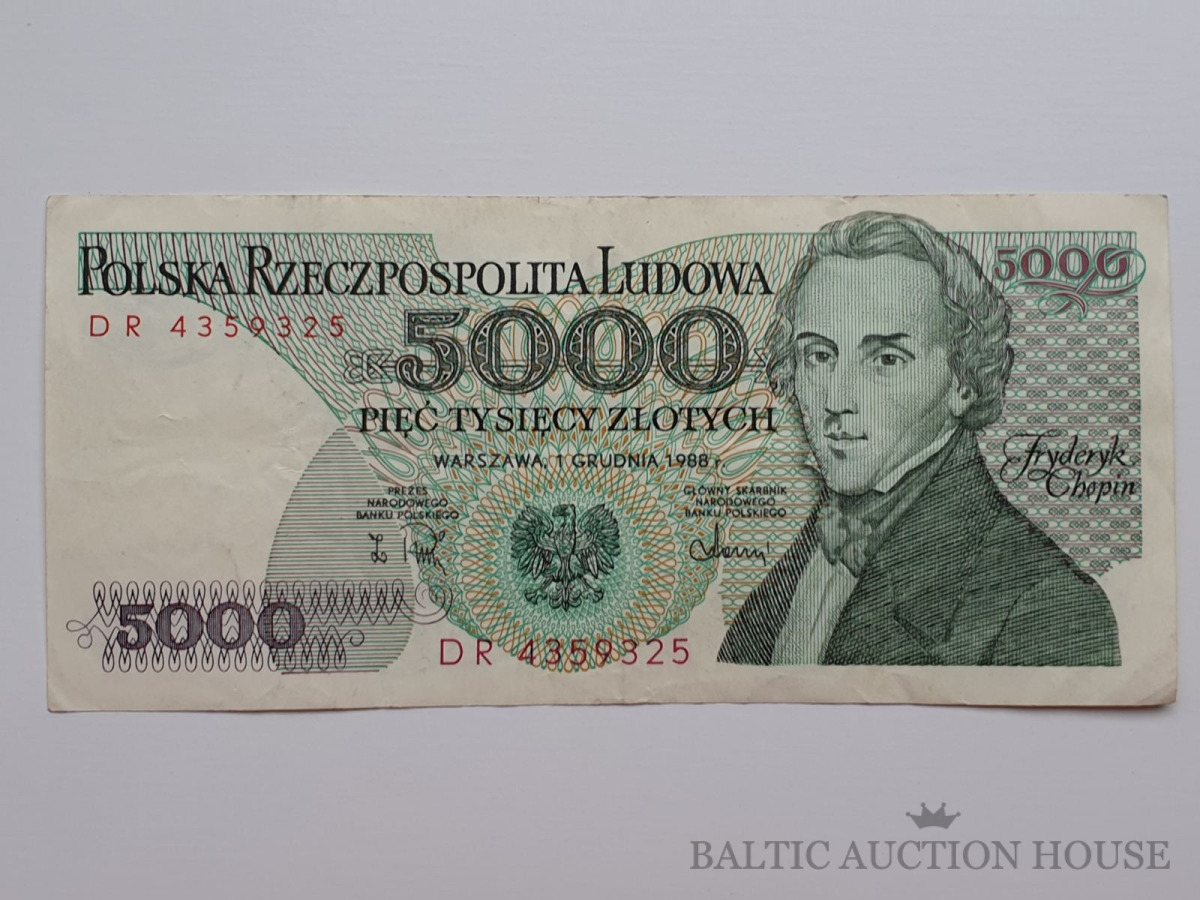 POLSKA RZECZPOSPOLITA LUDOWA
5000
DR 4359325
5000
PIĘĆ TYSIĘCY ZŁOTYCH
WARSZAWA, 1 GRUDNIA 1988 r.
Fryderyk
Chopin
PREZES
NARODOWEGO
BANKU POLSKIEGO
GŁÓWNY SKARBNIK
NARODOWEGO
BANKU POLSKIEGO
5000
DR 4359325
BALTIC AUCTION HOUSE